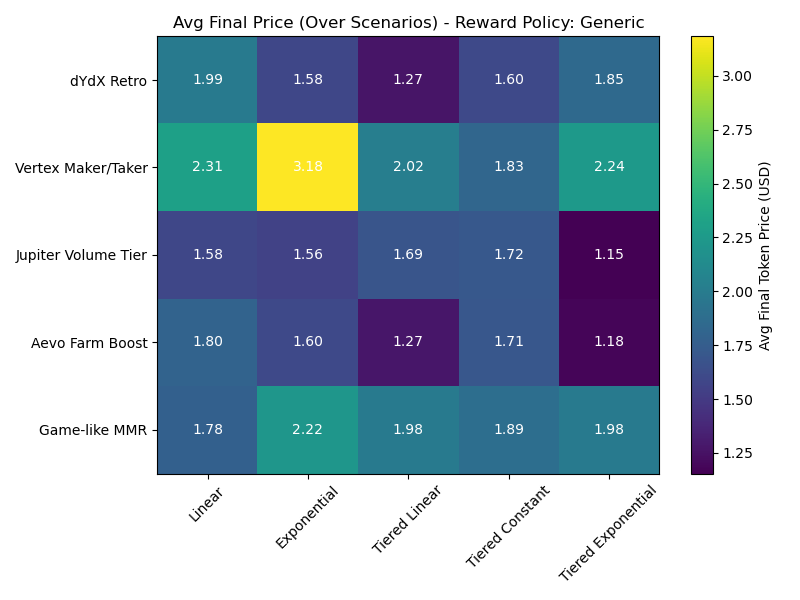 Avg Final Price (Over Scenarios) - Reward Policy: Generic
dYdX Retro 1.99 1.58 1.27 1.60 1.85
Vertex Maker/Taker 2.31 3.18 2.02 1.83 2.24
Jupiter Volume Tier 1.58 1.56 1.69 1.72 1.15
Aevo Farm Boost 1.80 1.60 1.27 1.71 1.18
Game-like MMR 1.78 2.22 1.98 1.89 1.98
Linear Exponential Tiered Linear Tiered Constant Tiered Exponential
3.00
2.75
2.50
2.25
2.00
1.75
1.50
1.25
Avg Final Token Price (USD)